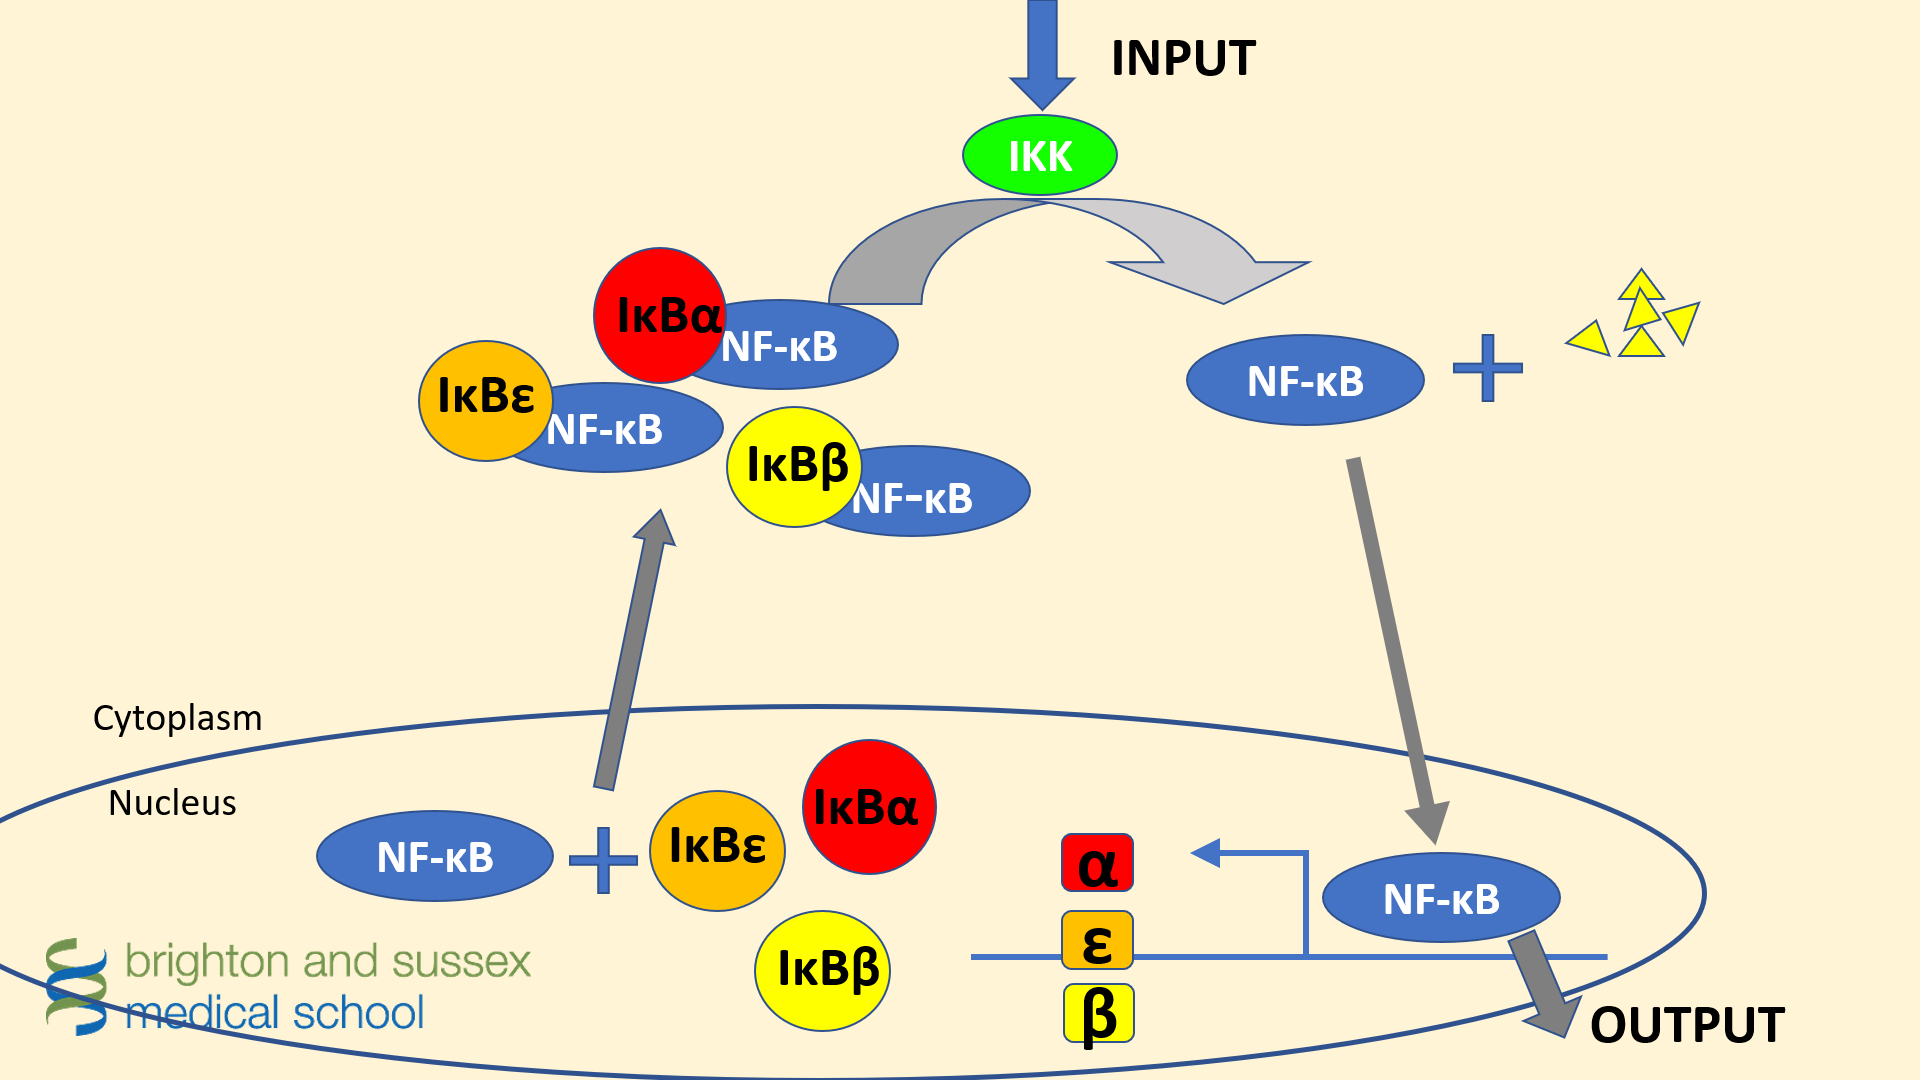 INPUT
IKK
IκBα
NF-κB
IκBε
NF-κB
IκBβ
NF-κB
NF-κB
Cytoplasm
Nucleus
NF-κB
IκBε
IκBα
IκBβ
α
ε
β
NF-κB
OUTPUT
brighton and sussex
medical school